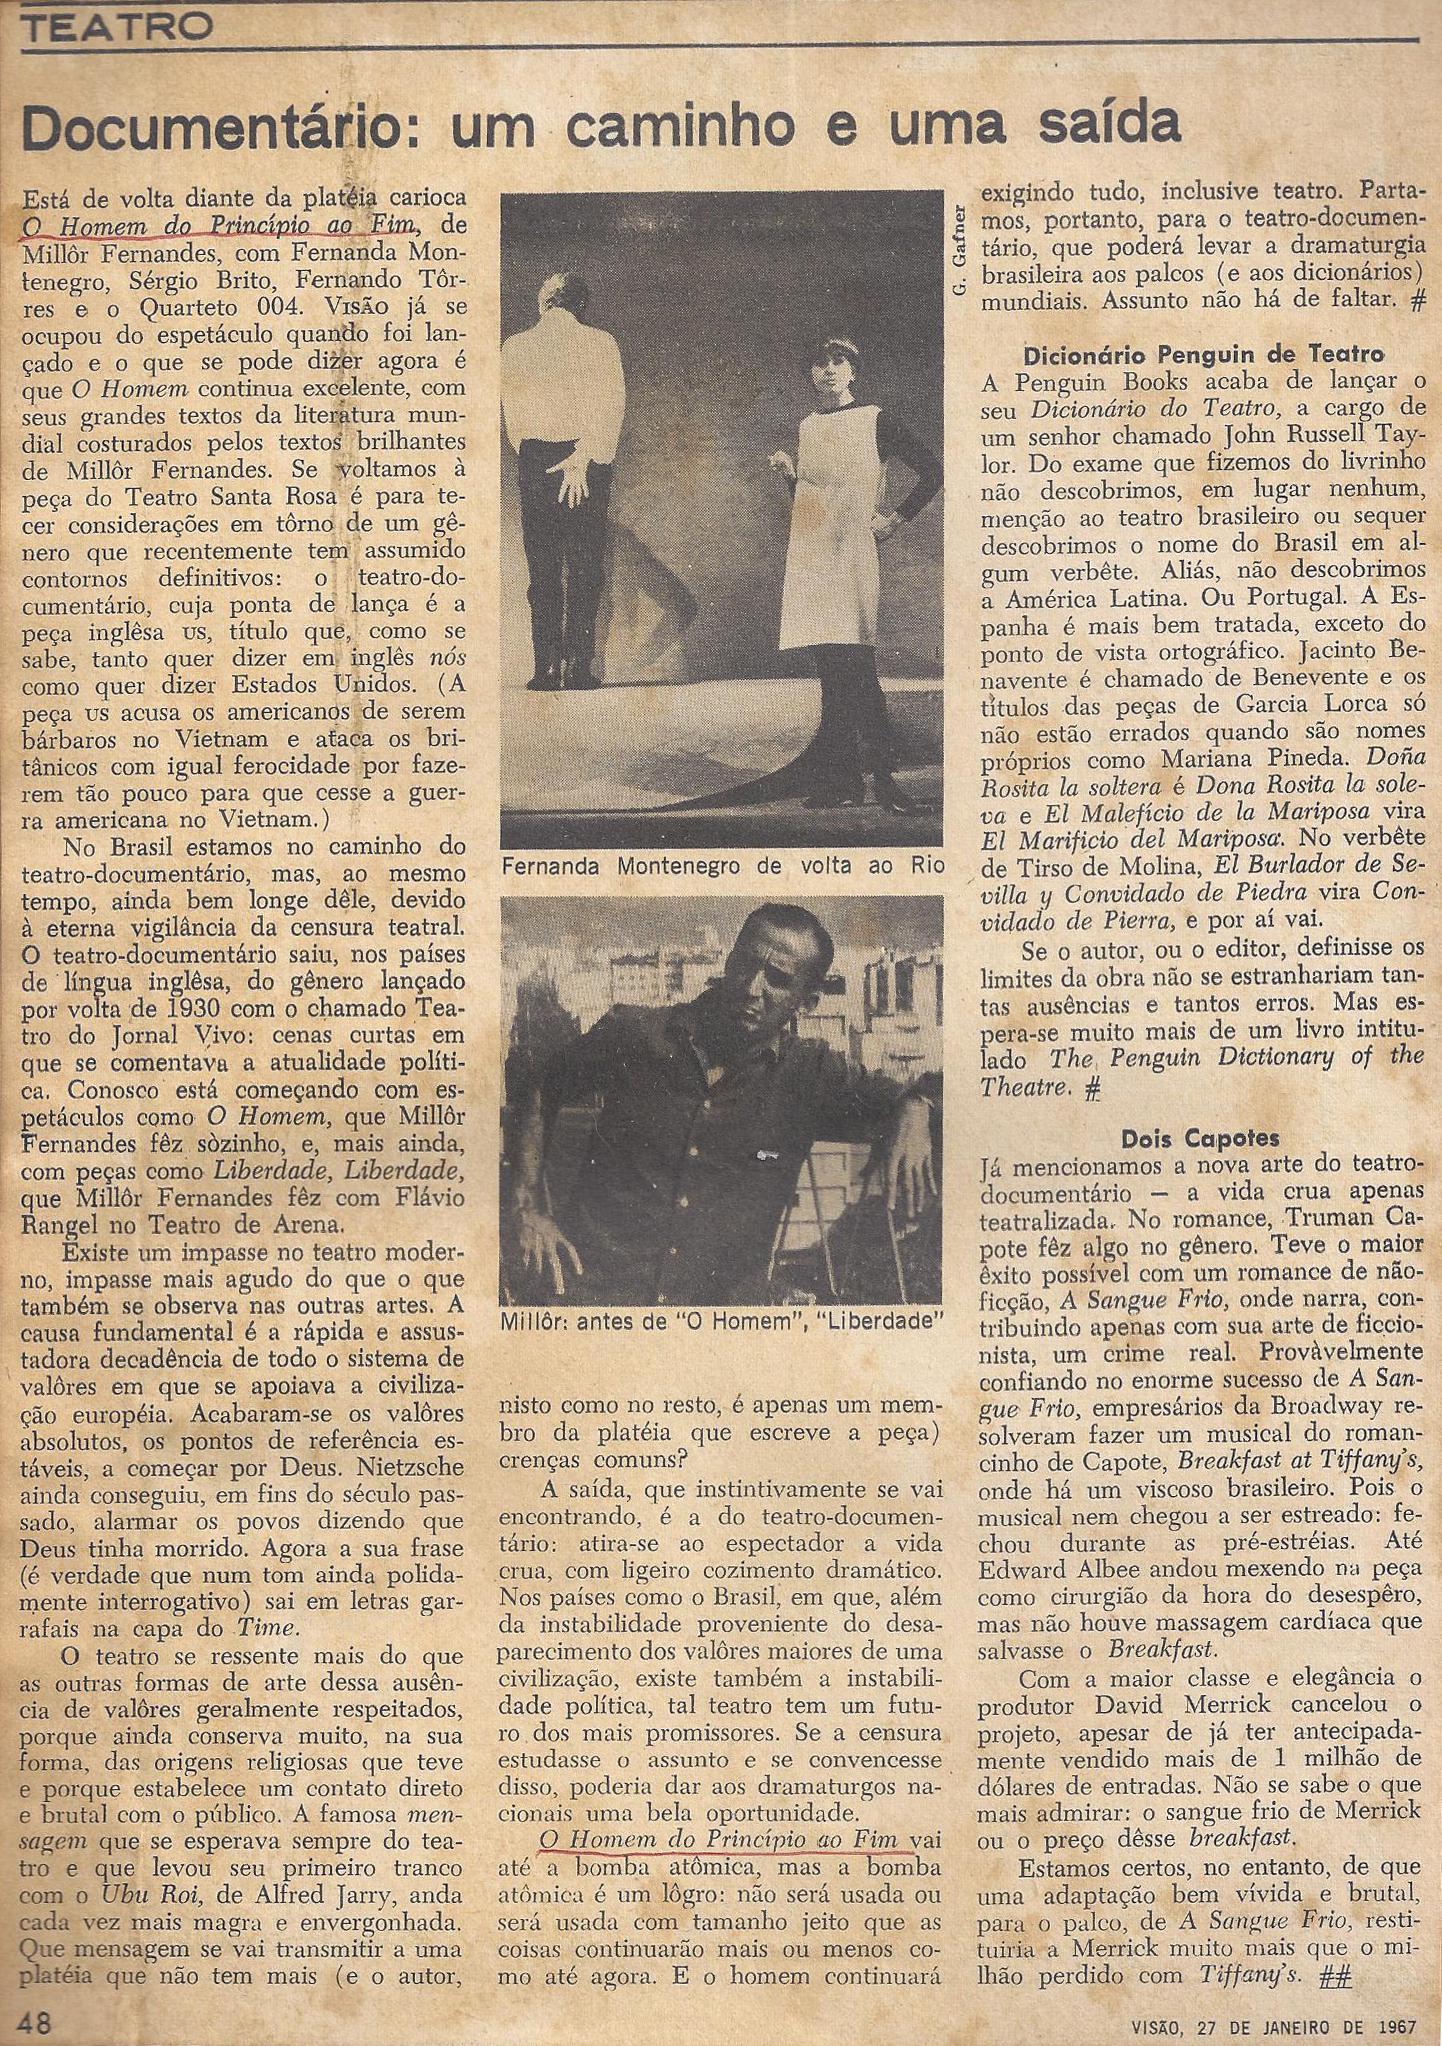 TEATRO
Documentário: um caminho e uma saída
Está de volta diante da platéia carioca
O Homem do Princípio ao Fim, de
Millôr Fernandes, com Fernanda Mon-
tenegro, Sérgio Brito, Fernando Tôr-
res e o Quarteto 004. VISÃO já se
ocupou do espetáculo quando foi lan-
çado e o que se pode dizer agora é
que O Homem continua excelente, com
seus grandes textos da literatura mun-
dial costurados pelos textos brilhantes
de Millôr Fernandes. Se voltamos à
peça do Teatro Santa Rosa é para te-
cer considerações em tôrno de um gê-
nero que recentemente tem assumido
contornos definitivos: o teatro-do-
cumentário, cuja ponta de lança é a
peça inglêsa US, título que, como se
sabe, tanto quer dizer em inglês nós
como quer dizer Estados Unidos. (A
peça US acusa os americanos de serem
bárbaros no Vietnam e ataca os bri-
tânicos com igual ferocidade por faze-
rem tão pouco para que cesse a guer-
ra americana no Vietnam.)
No Brasil estamos no caminho do
teatro-documentário, mas, ao mesmo
tempo, ainda bem longe dêle, devido
à eterna vigilância da censura teatral.
O teatro-documentário saiu, nos países
de língua inglêsa, do gênero lançado
por volta de 1930 com o chamado Tea-
tro do Jornal Vivo: cenas curtas em
que se comentava a atualidade políti-
ca. Conosco está começando com es-
petáculos como O Homem, que Millôr
Fernandes fêz sòzinho, e, mais ainda,
com peças como Liberdade, Liberdade,
que Millôr Fernandes fêz com Flávio
Rangel no Teatro de Arena.
Existe um impasse no teatro moder-
no, impasse mais agudo do que o que
também se observa nas outras artes. A
causa fundamental é a rápida e assus-
tadora decadência de todo o sistema de
valôres em que se apoiava a civiliza-
ção européia. Acabaram-se os valôres
absolutos, os pontos de referência es-
táveis, a começar por Deus. Nietzsche
ainda conseguiu, em fins do século pas-
sado, alarmar os povos dizendo que
Deus tinha morrido. Agora a sua frase
(é verdade que num tom ainda polida-
mente interrogativo) sai em letras gar-
rafais na capa do Time.
O teatro se ressente mais do que
as outras formas de arte dessa ausên-
cia de valôres geralmente respeitados,
porque ainda conserva muito, na sua
forma, das origens religiosas que teve
e porque estabelece um contato direto
e brutal com o público. A famosa men-
sagem que se esperava sempre do tea-
tro e que levou seu primeiro tranco
com o Ubu Roi, de Alfred Jarry, anda
cada vez mais magra e envergonhada.
Que mensagem se vai transmitir a uma
platéia que não tem mais (e o autor,
G. Gafner
Fernanda Montenegro de volta ao Rio
Millôr: antes de "O Homem", "Liberdade"
nisto como no resto, é apenas um mem-
bro da platéia que escreve a peça)
crenças comuns?
A saída, que instintivamente se vai
encontrando, é a do teatro-documen-
tário: atira-se ao espectador a vida
crua, com ligeiro cozimento dramático.
Nos países como o Brasil, em que, além
da instabilidade proveniente do desa-
parecimento dos valôres maiores de uma
civilização, existe também a instabili-
dade política, tal teatro tem um futu-
ro dos mais promissores. Se a censura
estudasse o assunto e se convencesse
disso, poderia dar aos dramaturgos na-
cionais uma bela oportunidade.
O Homem do Princípio ao Fim vai
até a bomba atômica, mas a bomba
atômica é um lôgro: não será usada ou
será usada com tamanho jeito que as
coisas continuarão mais ou menos co-
mo até agora. E o homem continuará
exigindo tudo, inclusive teatro. Parta-
mos, portanto, para o teatro-documen-
tário, que poderá levar a dramaturgia
brasileira aos palcos (e aos dicionários)
mundiais. Assunto não há de faltar. #
Dicionário Penguin de Teatro
A Penguin Books acaba de lançar o
seu Dicionário do Teatro, a cargo de
um senhor chamado John Russell Tay-
lor. Do exame que fizemos do livrinho
não descobrimos, em lugar nenhum,
menção ao teatro brasileiro ou sequer
descobrimos o nome do Brasil em al-
gum verbête. Aliás, não descobrimos
a América Latina. Ou Portugal. A Es-
panha é mais bem tratada, exceto do
ponto de vista ortográfico. Jacinto Be-
navente é chamado de Benevente e os
títulos das peças de Garcia Lorca só
não estão errados quando são nomes
próprios como Mariana Pineda. Doña
Rosita la soltera é Dona Rosita la sole-
va e El Malefício de la Mariposa vira
El Marificio del Mariposa. No verbête
de Tirso de Molina, El Burlador de Se-
villa y Convidado de Piedra vira Con-
vidado de Pierra, e por aí vai.
Se o autor, ou o editor, definisse os
limites da obra não se estranhariam tan-
tas ausências e tantos erros. Mas es-
pera-se muito mais de um livro intitu-
lado The Penguin Dictionary of the
Theatre. #
Dois Capotes
Já mencionamos a nova arte do teatro-
documentário — a vida crua apenas
teatralizada. No romance, Truman Ca-
pote fêz algo no gênero. Teve o maior
êxito possível com um romance de não-
ficção, A Sangue Frio, onde narra, con-
tribuindo apenas com sua arte de ficcio-
nista, um crime real. Provàvelmente
confiando no enorme sucesso de A San-
gue Frio, empresários da Broadway re-
solveram fazer um musical do roman-
cinho de Capote, Breakfast at Tiffany's,
onde há um viscoso brasileiro. Pois o
musical nem chegou a ser estreado: fe-
chou durante as pré-estréias. Até
Edward Albee andou mexendo na peça
como cirurgião da hora do desespêro,
mas não houve massagem cardíaca que
salvasse o Breakfast.
Com a maior classe e elegância o
produtor David Merrick cancelou o
projeto, apesar de já ter antecipada-
mente vendido mais de 1 milhão de
dólares de entradas. Não se sabe o que
mais admirar: o sangue frio de Merrick
ou o preço dêsse breakfast.
Estamos certos, no entanto, de que
uma adaptação bem vívida e brutal,
para o palco, de A Sangue Frio, resti-
tuiria a Merrick muito mais que o mi-
lhão perdido com Tiffany's. ##
48
VISÃO, 27 DE JANEIRO DE 1967